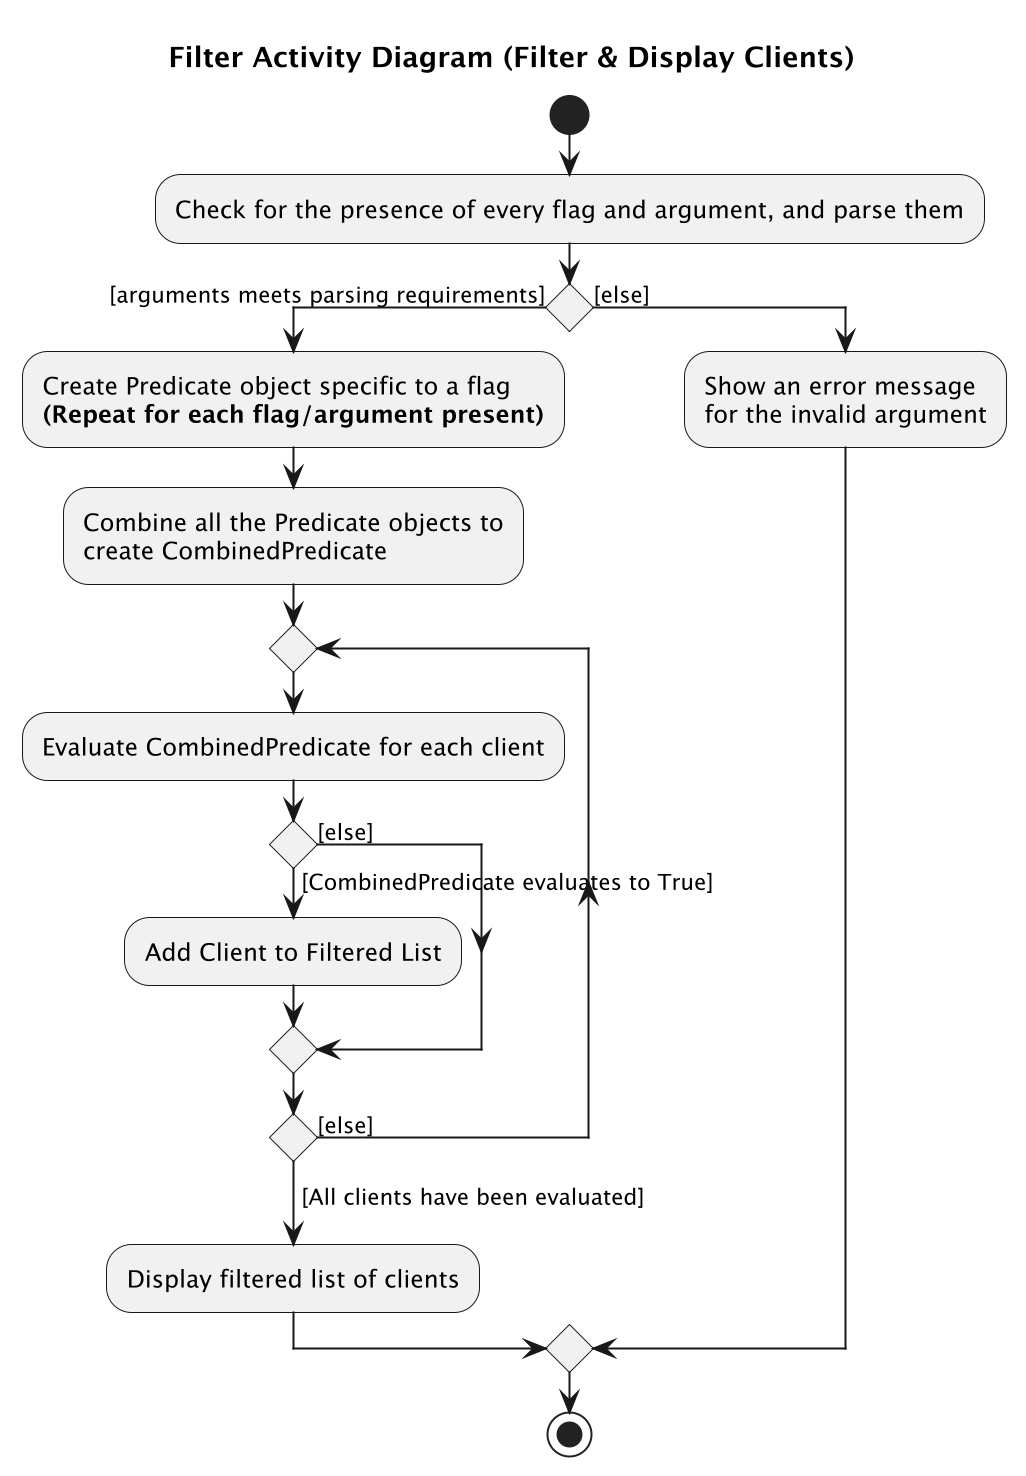 Filter Activity Diagram (Filter & Display Clients)
Check for the presence of every flag and argument, and parse them
[arguments meets parsing requirements]
[else]
Create Predicate object specific to a flag
(Repeat for each flag/argument present)
Show an error message
for the invalid argument
Combine all the Predicate objects to
create CombinedPredicate
Evaluate CombinedPredicate for each client
[else]
[CombinedPredicate evaluates to True]
Add Client to Filtered List
[else]
[All clients have been evaluated]
Display filtered list of clients